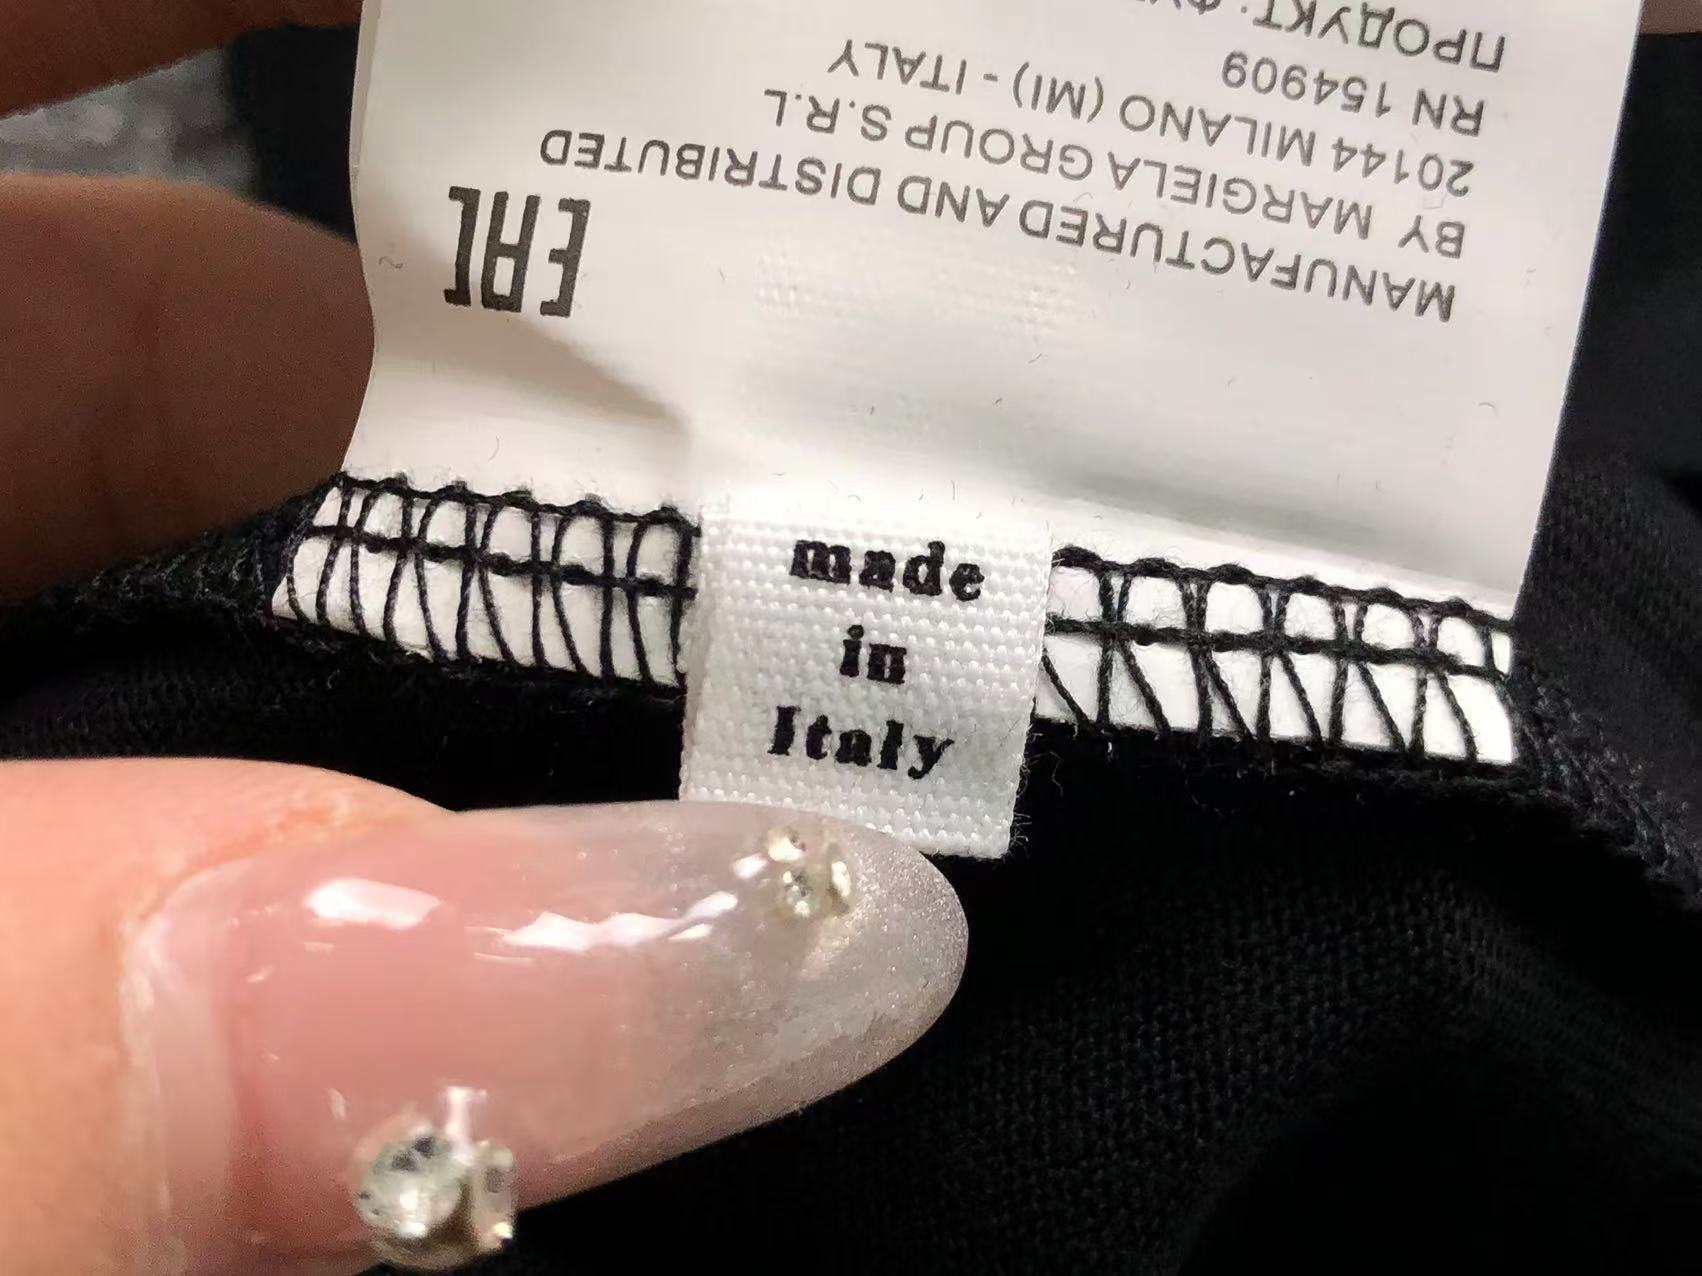 MANUFACTURED AND DISTRIBUTED
BY MARGIELA GROUP S.R.L
20144 MILANO (MI) - ITALY
RN 154909
ПРОДУКТ:
EAC
made
in
Italy